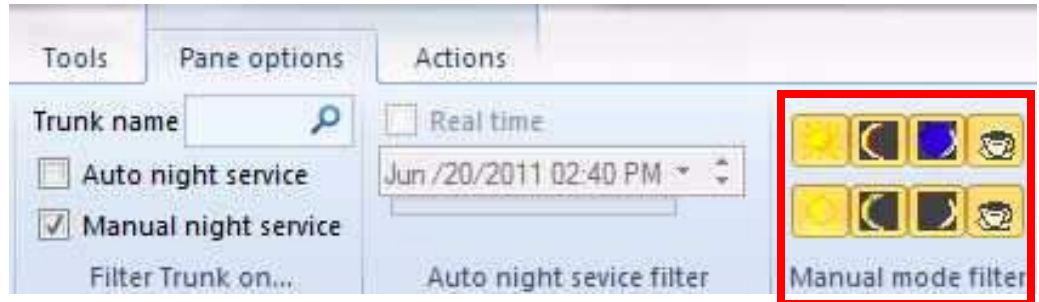 Tools Pane options Actions
Trunk name Real time
Auto night service Jun /20/2011 02:40 PM
Manual night service
Filter Trunk on... Auto night sevice filter Manual mode filter